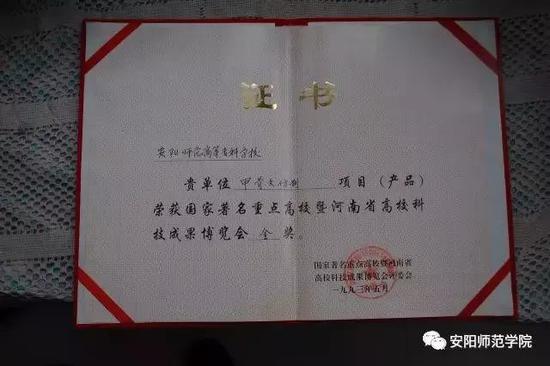 证书
安阳师范高等专科学校
贵单位 甲骨文仿制 项目（产品）
荣获国家著名重点高校暨河南省高校科
技成果博览会 金奖。
国家著名重点高校暨河南省
高校科技成果博览会评委会
一九九三年五月
安阳师范学院